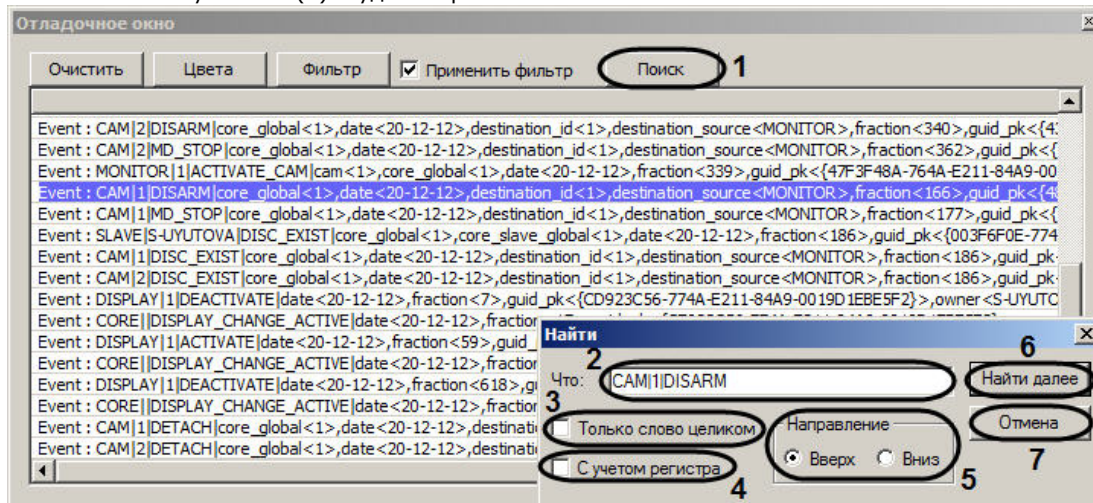 Отладочное окно
Очистить Цвета Фильтр Применить фильтр Поиск 1
Event : CAM|2|DISARM|core_global<1>,date<20-12-12>,destination_id<1>,destination_source<MONITOR>,fraction<340>,guid_pk<{4
Event : CAM|2|MD_STOP|core_global<1>,date<20-12-12>,destination_id<1>,destination_source<MONITOR>,fraction<362>,guid_pk<{
Event : MONITOR|1|ACTIVATE_CAM|cam<1>,core_global<1>,date<20-12-12>,fraction<339>,guid_pk<{47F3F48A-764A-E211-84A9-00
Event : CAM|1|DISARM|core_global<1>,date<20-12-12>,destination_id<1>,destination_source<MONITOR>,fraction<166>,guid_pk<{4
Event : CAM|1|MD_STOP|core_global<1>,date<20-12-12>,destination_id<1>,destination_source<MONITOR>,fraction<177>,guid_pk<{
Event : SLAVE|S-UYUTOVA|DISC_EXIST|core_global<1>,core_slave_global<1>,date<20-12-12>,fraction<186>,guid_pk<{003F6F0E-774
Event : CAM|1|DISC_EXIST|core_global<1>,date<20-12-12>,destination_id<1>,destination_source<MONITOR>,fraction<186>,guid_pk
Event : CAM|2|DISC_EXIST|core_global<1>,date<20-12-12>,destination_id<1>,destination_source<MONITOR>,fraction<186>,guid_pk
Event : DISPLAY|1|DEACTIVATE|date<20-12-12>,fraction<7>,guid_pk<{CD923C56-774A-E211-84A9-0019D1EBE5F2}>,owner<S-UYUTO
Event : CORE||DISPLAY_CHANGE_ACTIVE|date<20-12-12>,fraction
Event : DISPLAY|1|ACTIVATE|date<20-12-12>,fraction<59>,guid_
Event : CORE||DISPLAY_CHANGE_ACTIVE|date<20-12-12>,fraction
Event : DISPLAY|1|DEACTIVATE|date<20-12-12>,fraction<618>,gu
Event : CORE||DISPLAY_CHANGE_ACTIVE|date<20-12-12>,fraction
Event : CAM|1|DETACH|core_global<1>,date<20-12-12>,destinati
Event : CAM|2|DETACH|core_global<1>,date<20-12-12>,destinati
Найти
2 6
Что: CAM|1|DISARM Найти далее
3
Только слово целиком Направление Отмена
С учетом регистра Вверх Вниз 7
4 5